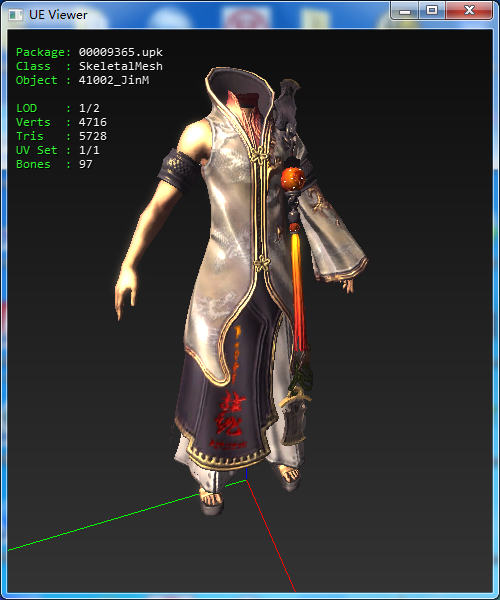 UE Viewer
Package: 00009365.upk
Class : SkeletalMesh
Object : 41002_JinM
LOD : 1/2
Verts : 4716
Tris : 5728
UV Set : 1/1
Bones : 97